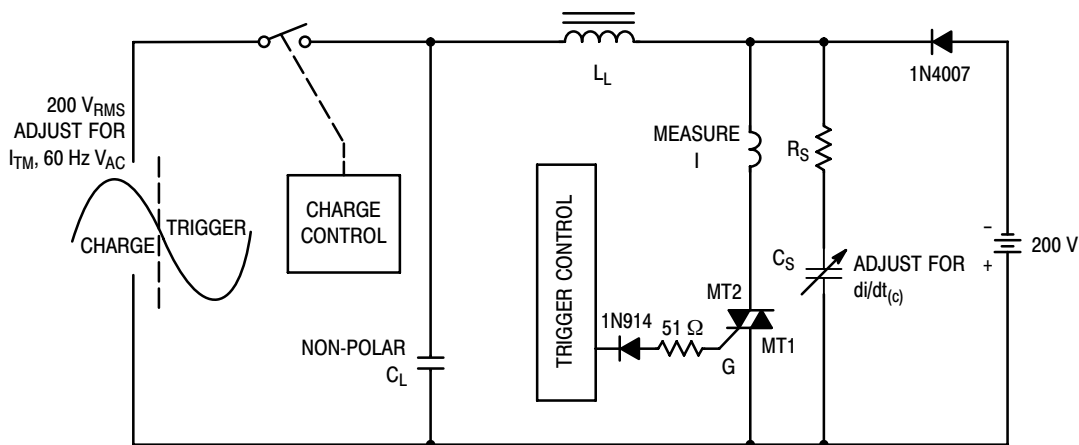 200 V_RMS
ADJUST FOR
I_TM, 60 Hz V_AC
CHARGE
TRIGGER
CHARGE
CONTROL
NON-POLAR
C_L
L_L
TRIGGER CONTROL
1N914
51 Ω
MEASURE
I
MT2
MT1
G
R_S
C_S
ADJUST FOR
di/dt_(c)
1N4007
−
+
200 V